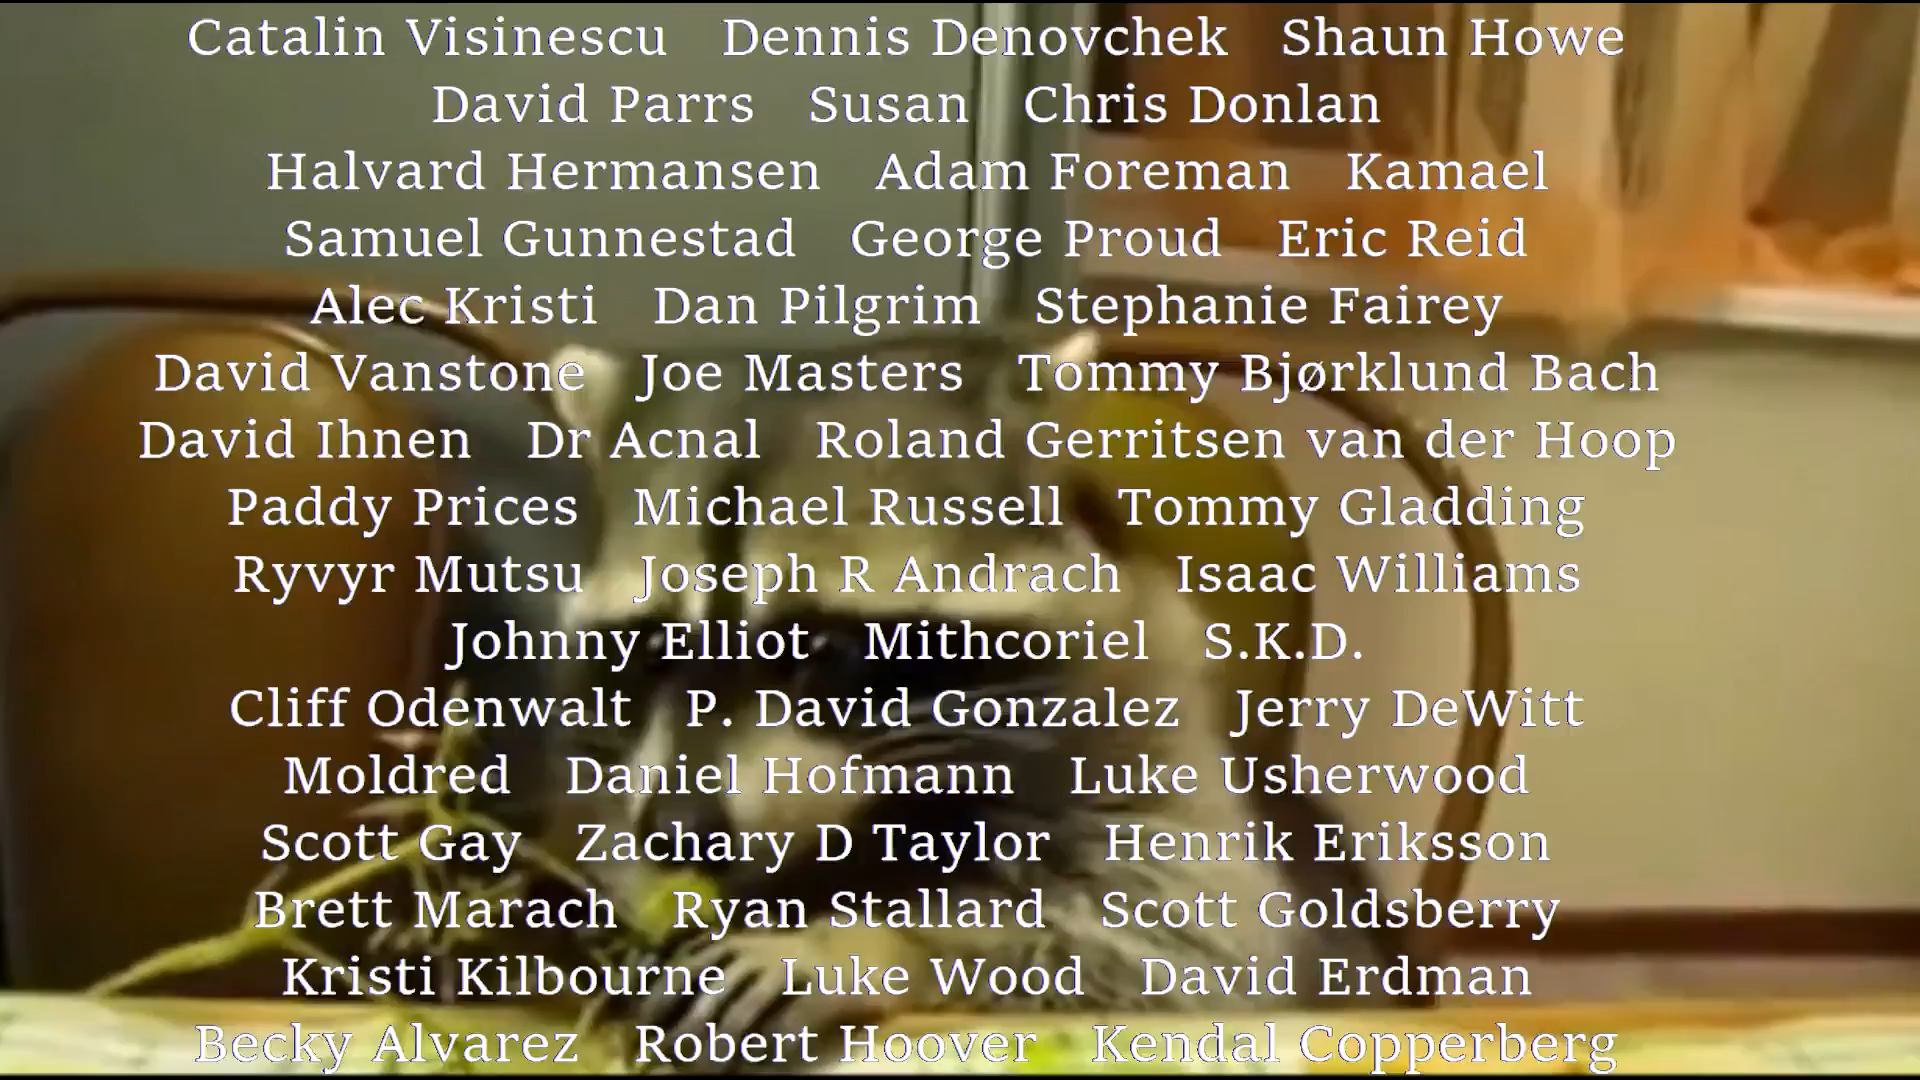 Catalin Visinescu Dennis Denovchek Shaun Howe
David Parrs Susan Chris Donlan
Halvard Hermansen Adam Foreman Kamael
Samuel Gunnestad George Proud Eric Reid
Alec Kristi Dan Pilgrim Stephanie Fairey
David Vanstone Joe Masters Tommy Bjørklund Bach
David Ihnen Dr Acnal Roland Gerritsen van der Hoop
Paddy Prices Michael Russell Tommy Gladding
Ryvyr Mutsu Joseph R Andrach Isaac Williams
Johnny Elliot Mithcoriel S.K.D.
Cliff Odenwalt P. David Gonzalez Jerry DeWitt
Moldred Daniel Hofmann Luke Usherwood
Scott Gay Zachary D Taylor Henrik Eriksson
Brett Marach Ryan Stallard Scott Goldsberry
Kristi Kilbourne Luke Wood David Erdman
Becky Alvarez Robert Hoover Kendal Copperberg